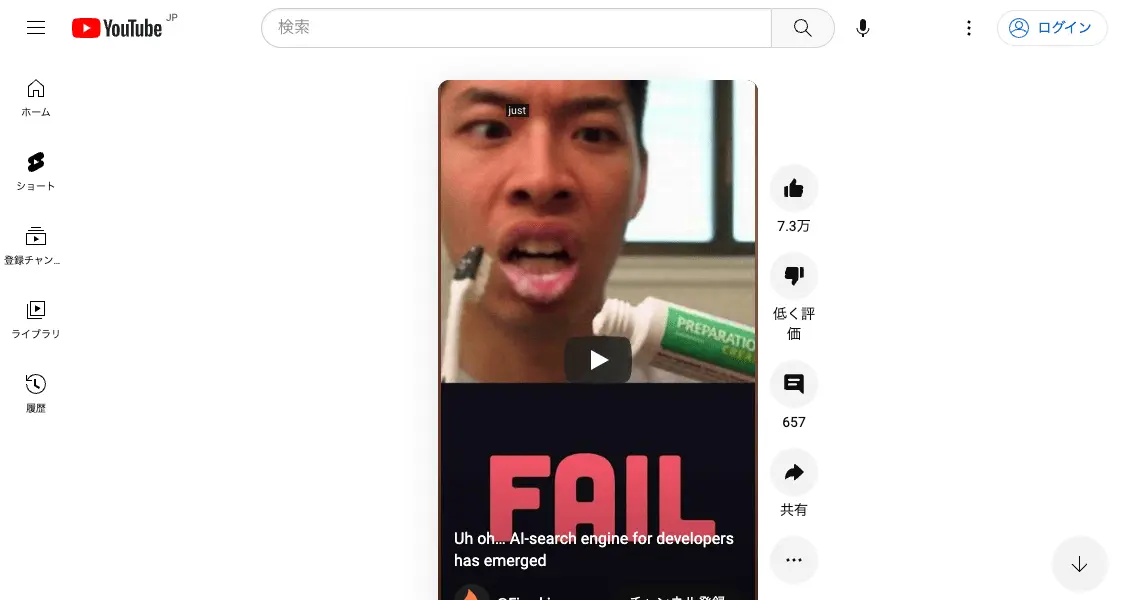 YouTube JP
検索
ログイン
ホーム
ショート
登録チャン...
ライブラリ
履歴
just
PREPARATIO
CREA
FAIL
Uh oh... AI-search engine for developers
has emerged
7.3万
低く評
価
657
共有